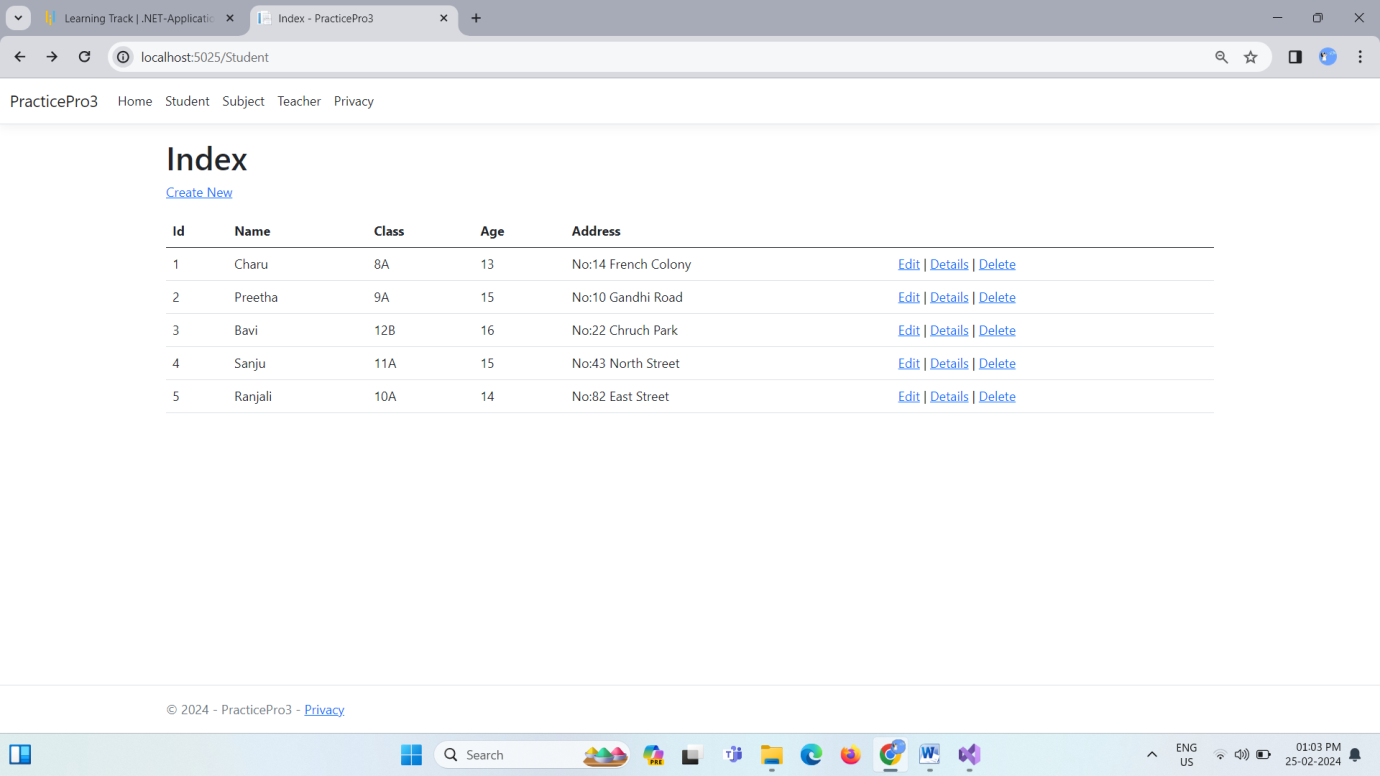 Learning Track | .NET-Applicatio
Index - PracticePro3
localhost:5025/Student
PracticePro3 Home Student Subject Teacher Privacy
Index
Create New
Id Name Class Age Address
1 Charu 8A 13 No:14 French Colony Edit | Details | Delete
2 Preetha 9A 15 No:10 Gandhi Road Edit | Details | Delete
3 Bavi 12B 16 No:22 Chruch Park Edit | Details | Delete
4 Sanju 11A 15 No:43 North Street Edit | Details | Delete
5 Ranjali 10A 14 No:82 East Street Edit | Details | Delete
© 2024 - PracticePro3 - Privacy
Search
PRE
ENG
US
01:03 PM
25-02-2024